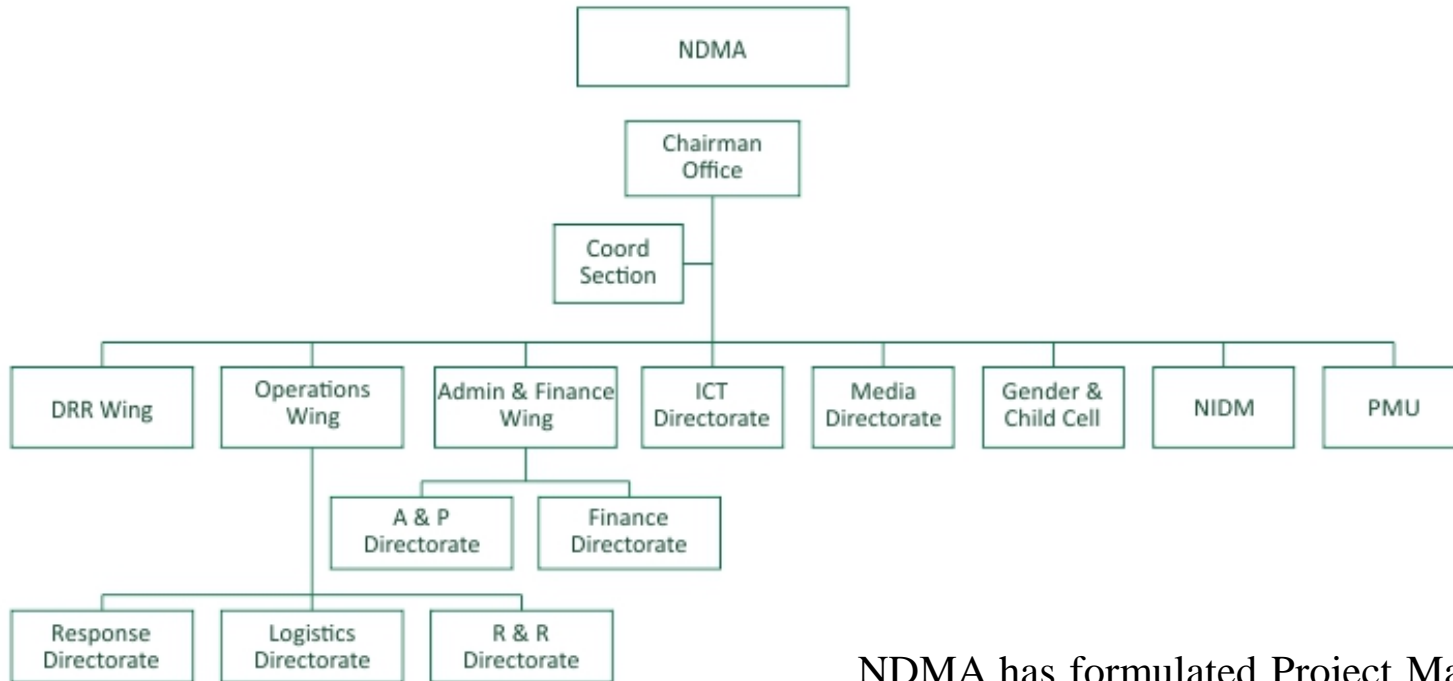 NDMA
Chairman
Office
Coord
Section
DRR Wing
Operations
Wing
Admin & Finance
Wing
ICT
Directorate
Media
Directorate
Gender &
Child Cell
NIDM
PMU
A & P
Directorate
Finance
Directorate
Response
Directorate
Logistics
Directorate
R & R
Directorate
NDMA has formulated Project Ma